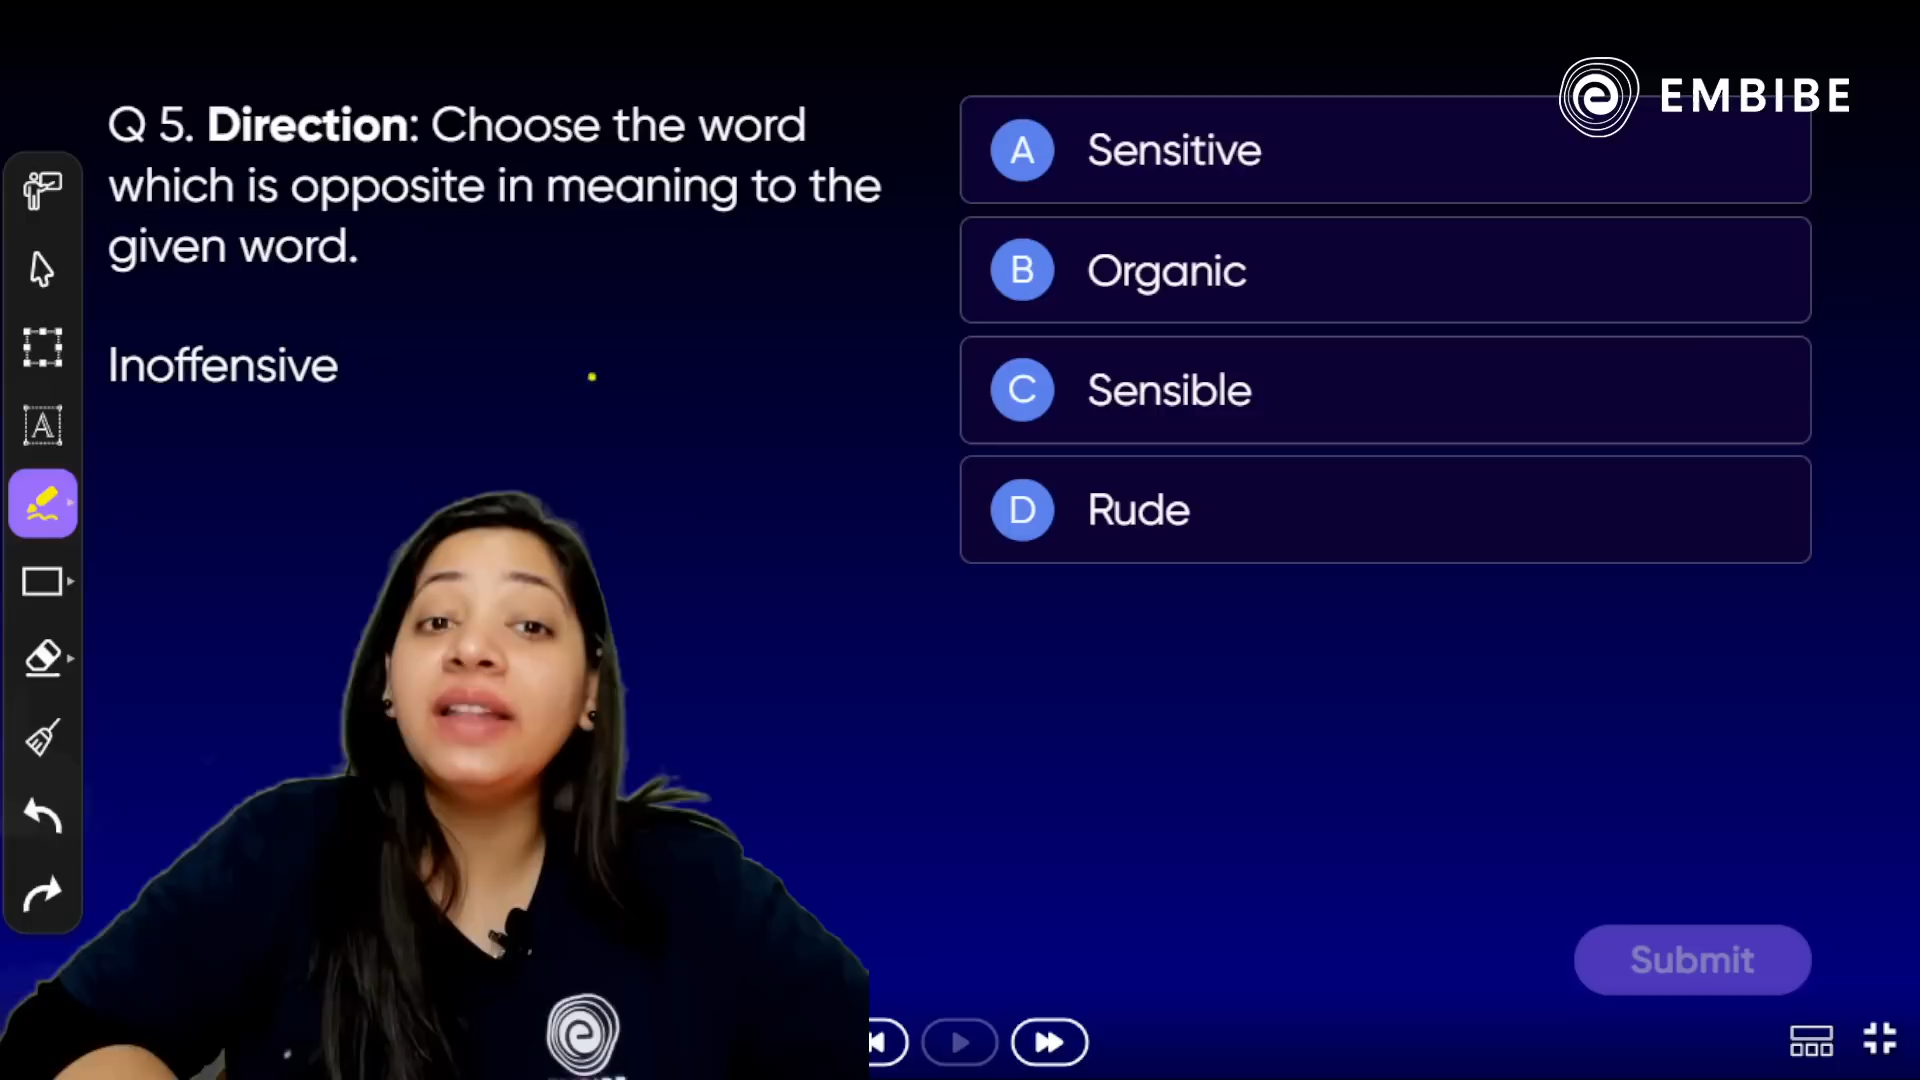 EMBIBE
Q 5. Direction: Choose the word
which is opposite in meaning to the
given word.
Inoffensive
A Sensitive
B Organic
C Sensible
D Rude
A
Submit